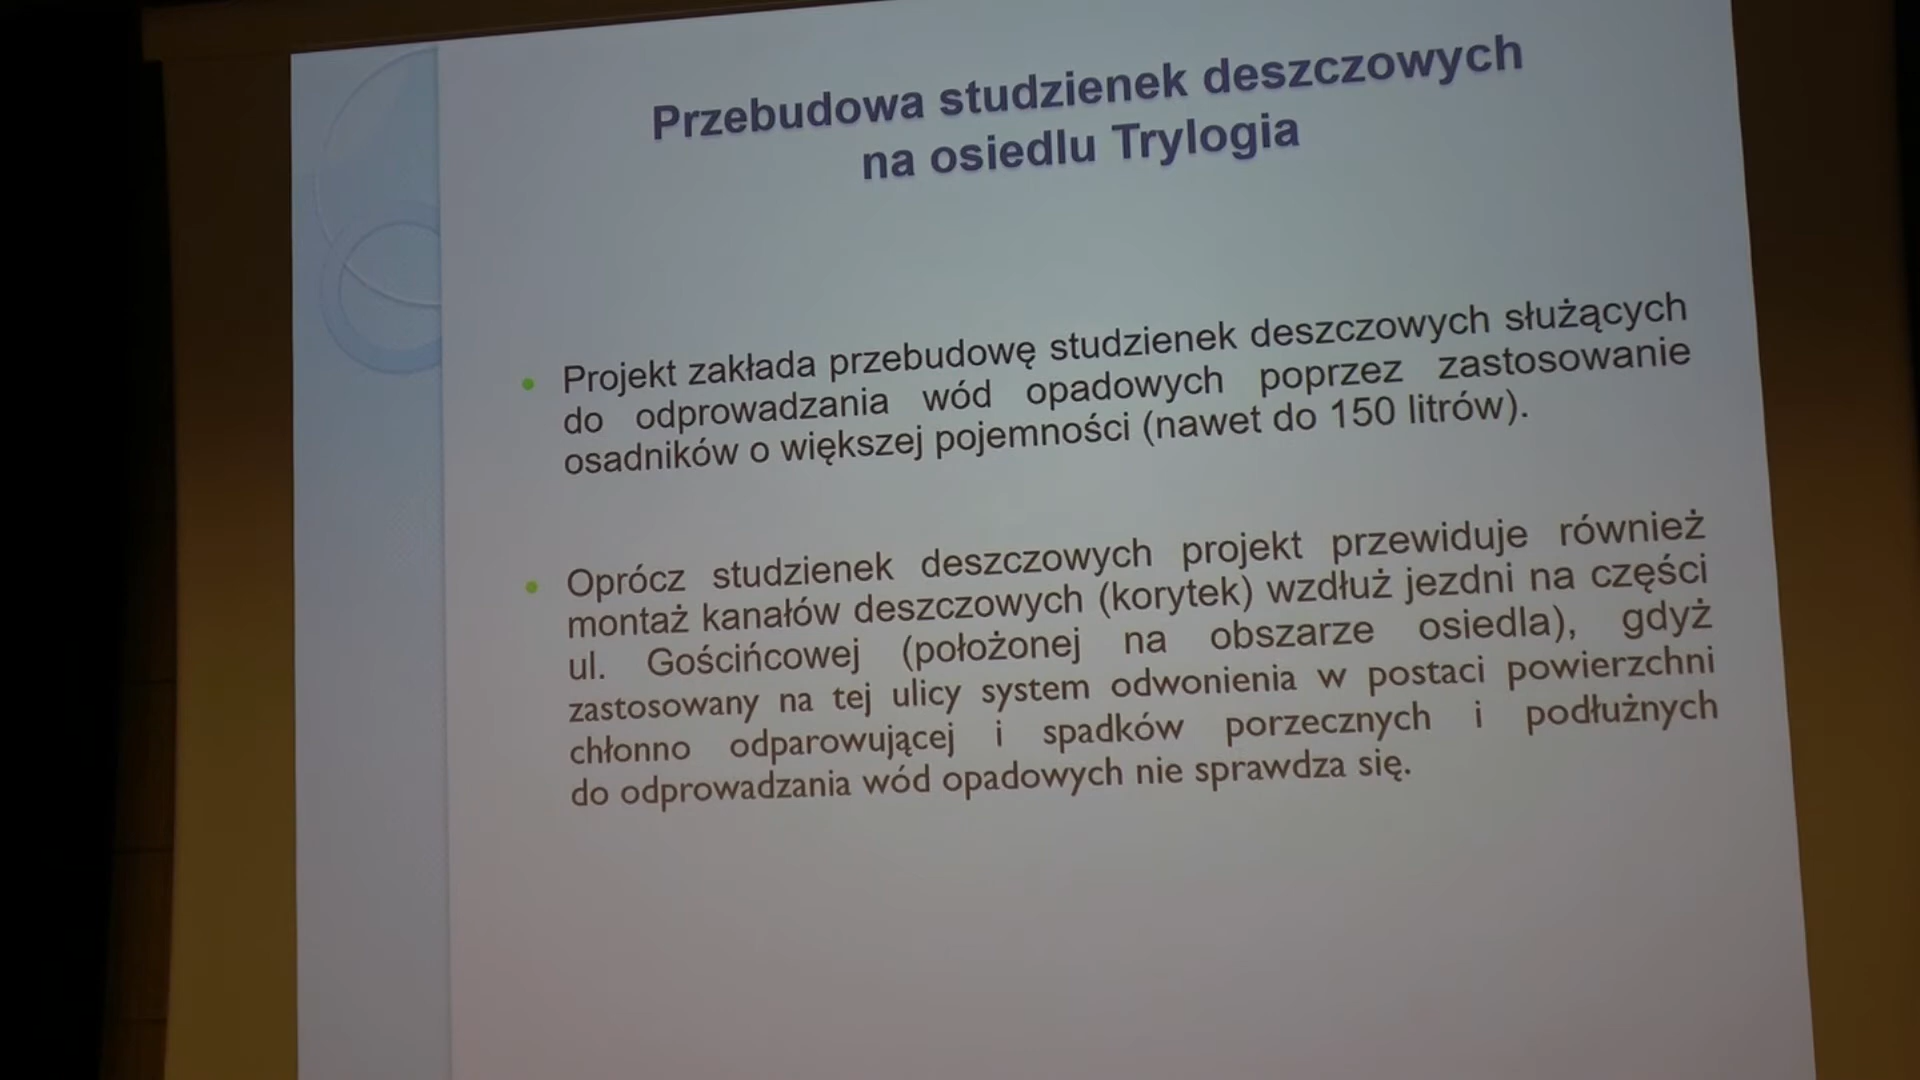 Przebudowa studzienek deszczowych
na osiedlu Trylogia
• Projekt zakłada przebudowę studzienek deszczowych służących
do odprowadzania wód opadowych poprzez zastosowanie
osadników o większej pojemności (nawet do 150 litrów).
• Oprócz studzienek deszczowych projekt przewiduje również
montaż kanałów deszczowych (korytek) wzdłuż jezdni na części
ul. Gościńcowej (położonej na obszarze osiedla), gdyż
zastosowany na tej ulicy system odwonienia w postaci powierzchni
chłonno odparowującej i spadków porzecznych i podłużnych
do odprowadzania wód opadowych nie sprawdza się.